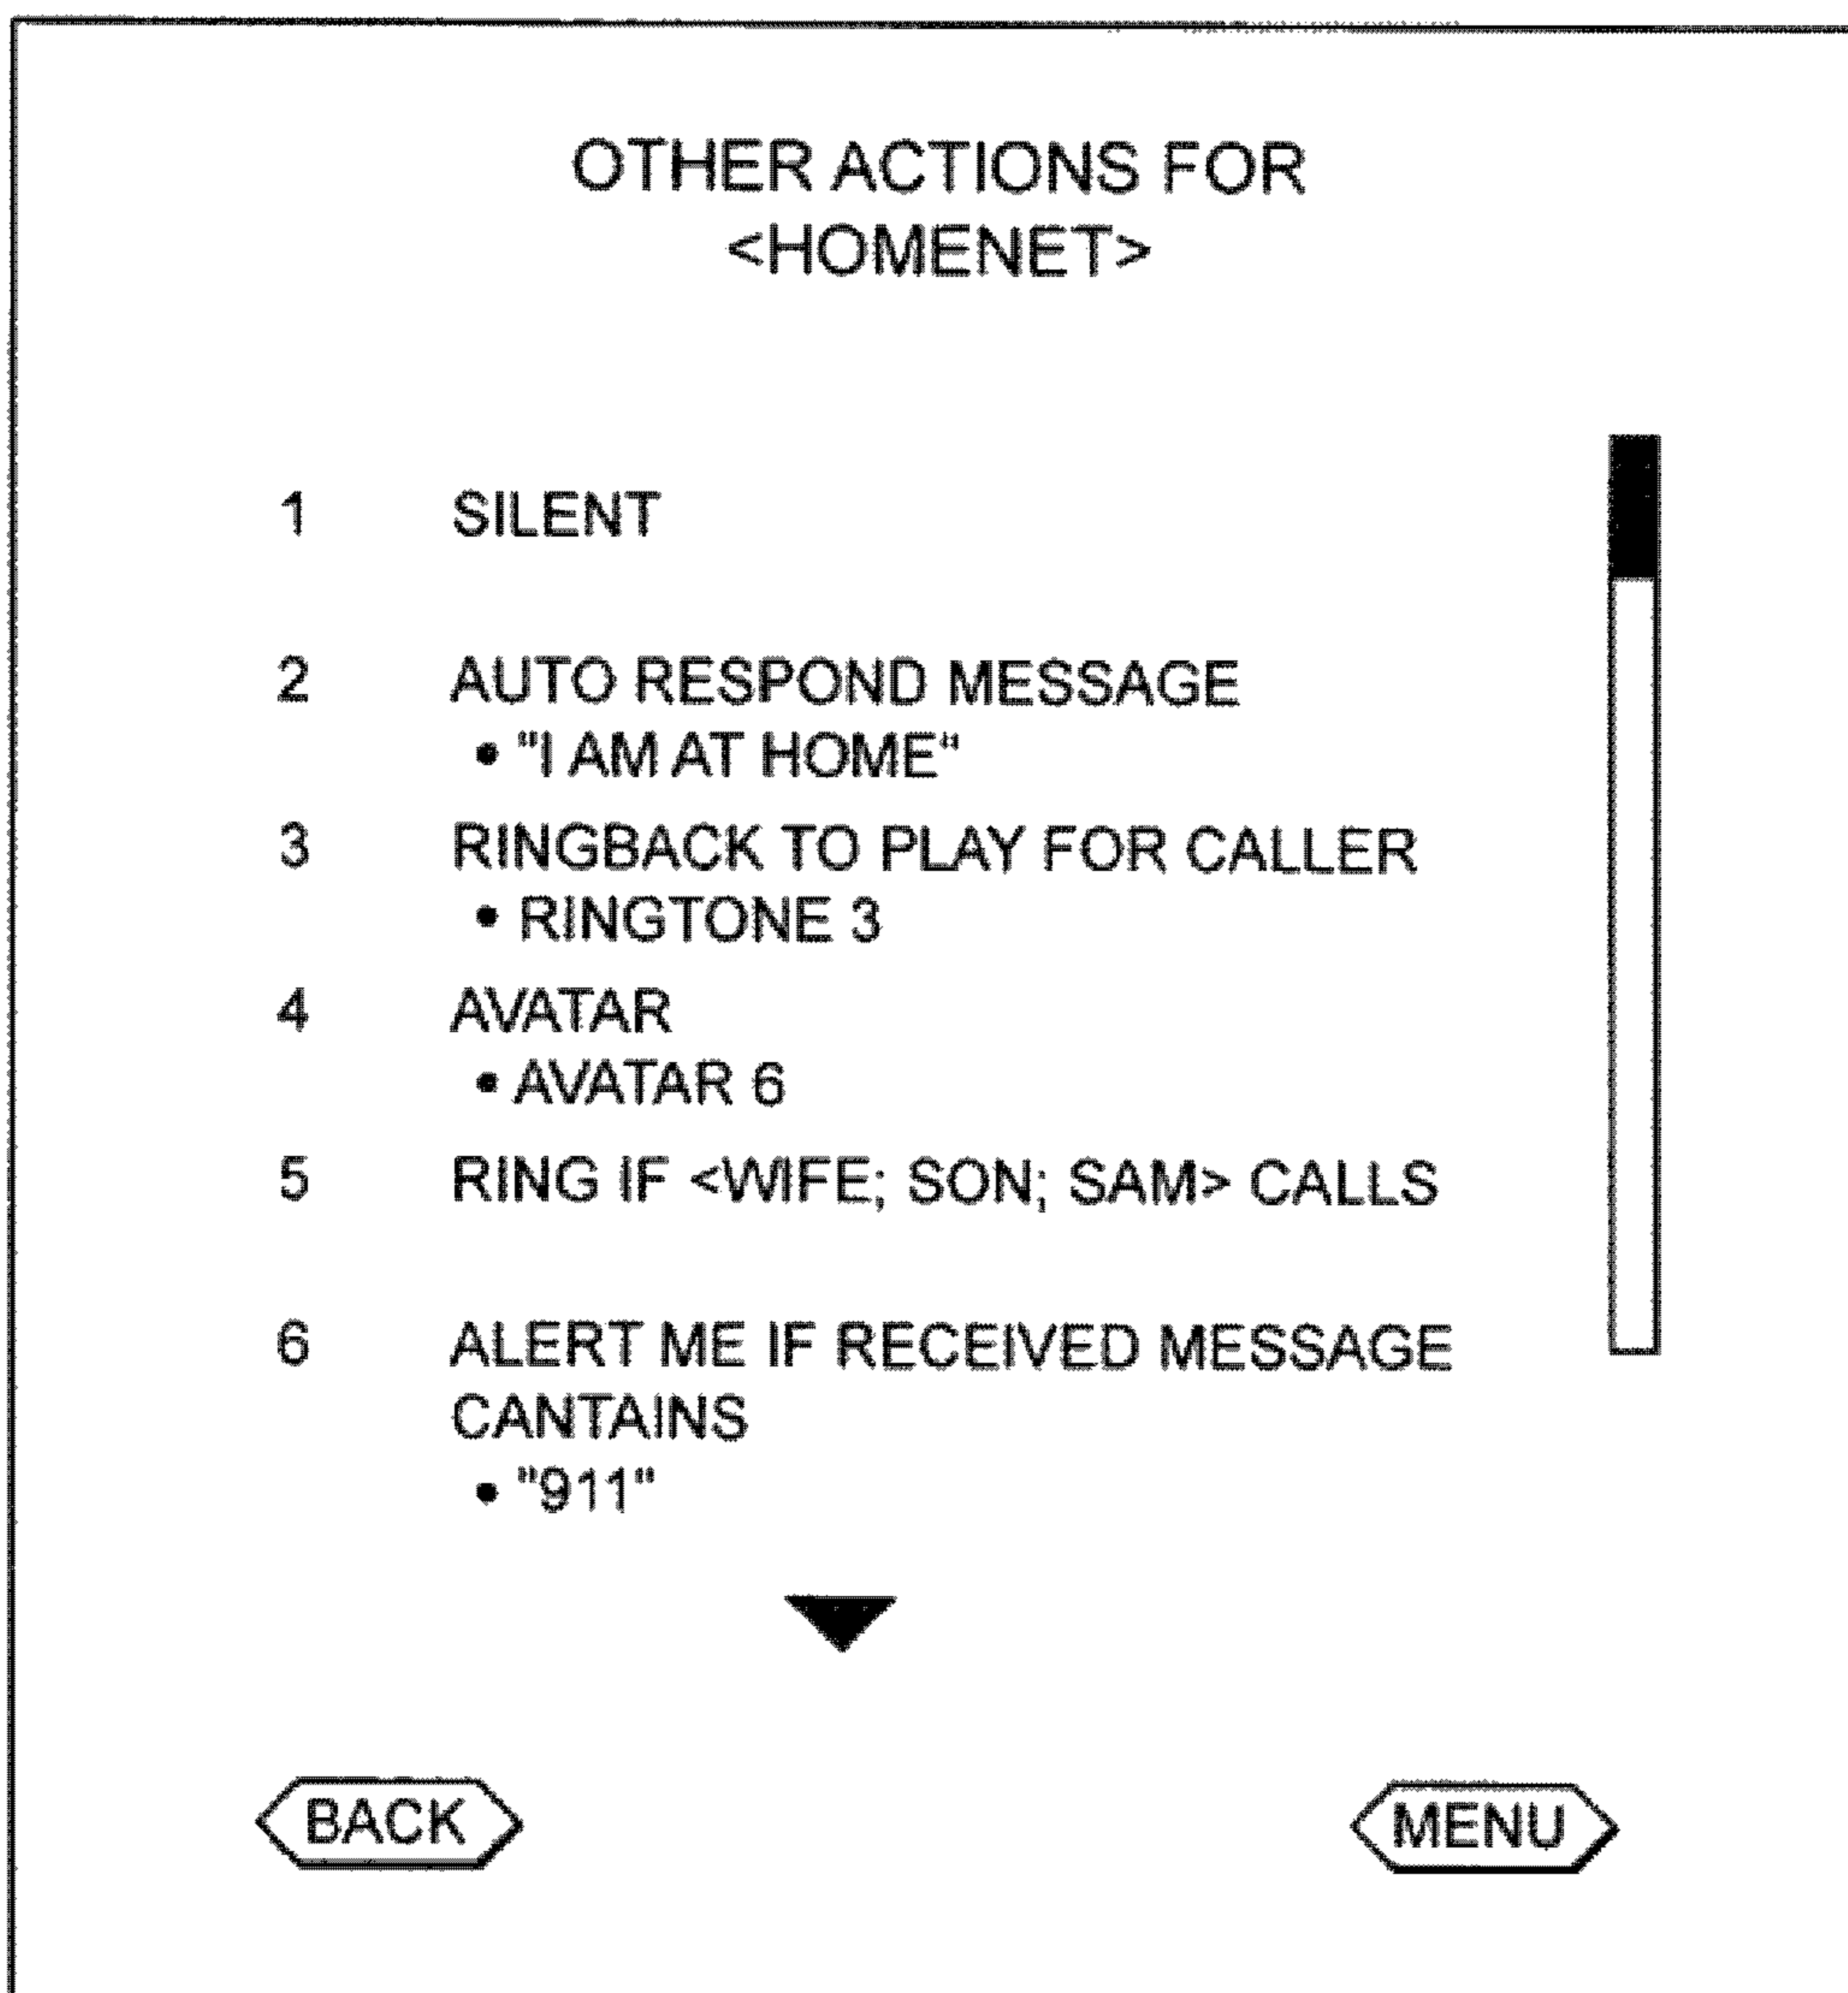 OTHER ACTIONS FOR
<HOMENET>
1 SILENT
2 AUTO RESPOND MESSAGE
• "I AM AT HOME"
3 RINGBACK TO PLAY FOR CALLER
• RINGTONE 3
4 AVATAR
• AVATAR 6
5 RING IF <WIFE; SON; SAM> CALLS
6 ALERT ME IF RECEIVED MESSAGE
CANTAINS
• "911"
BACK MENU